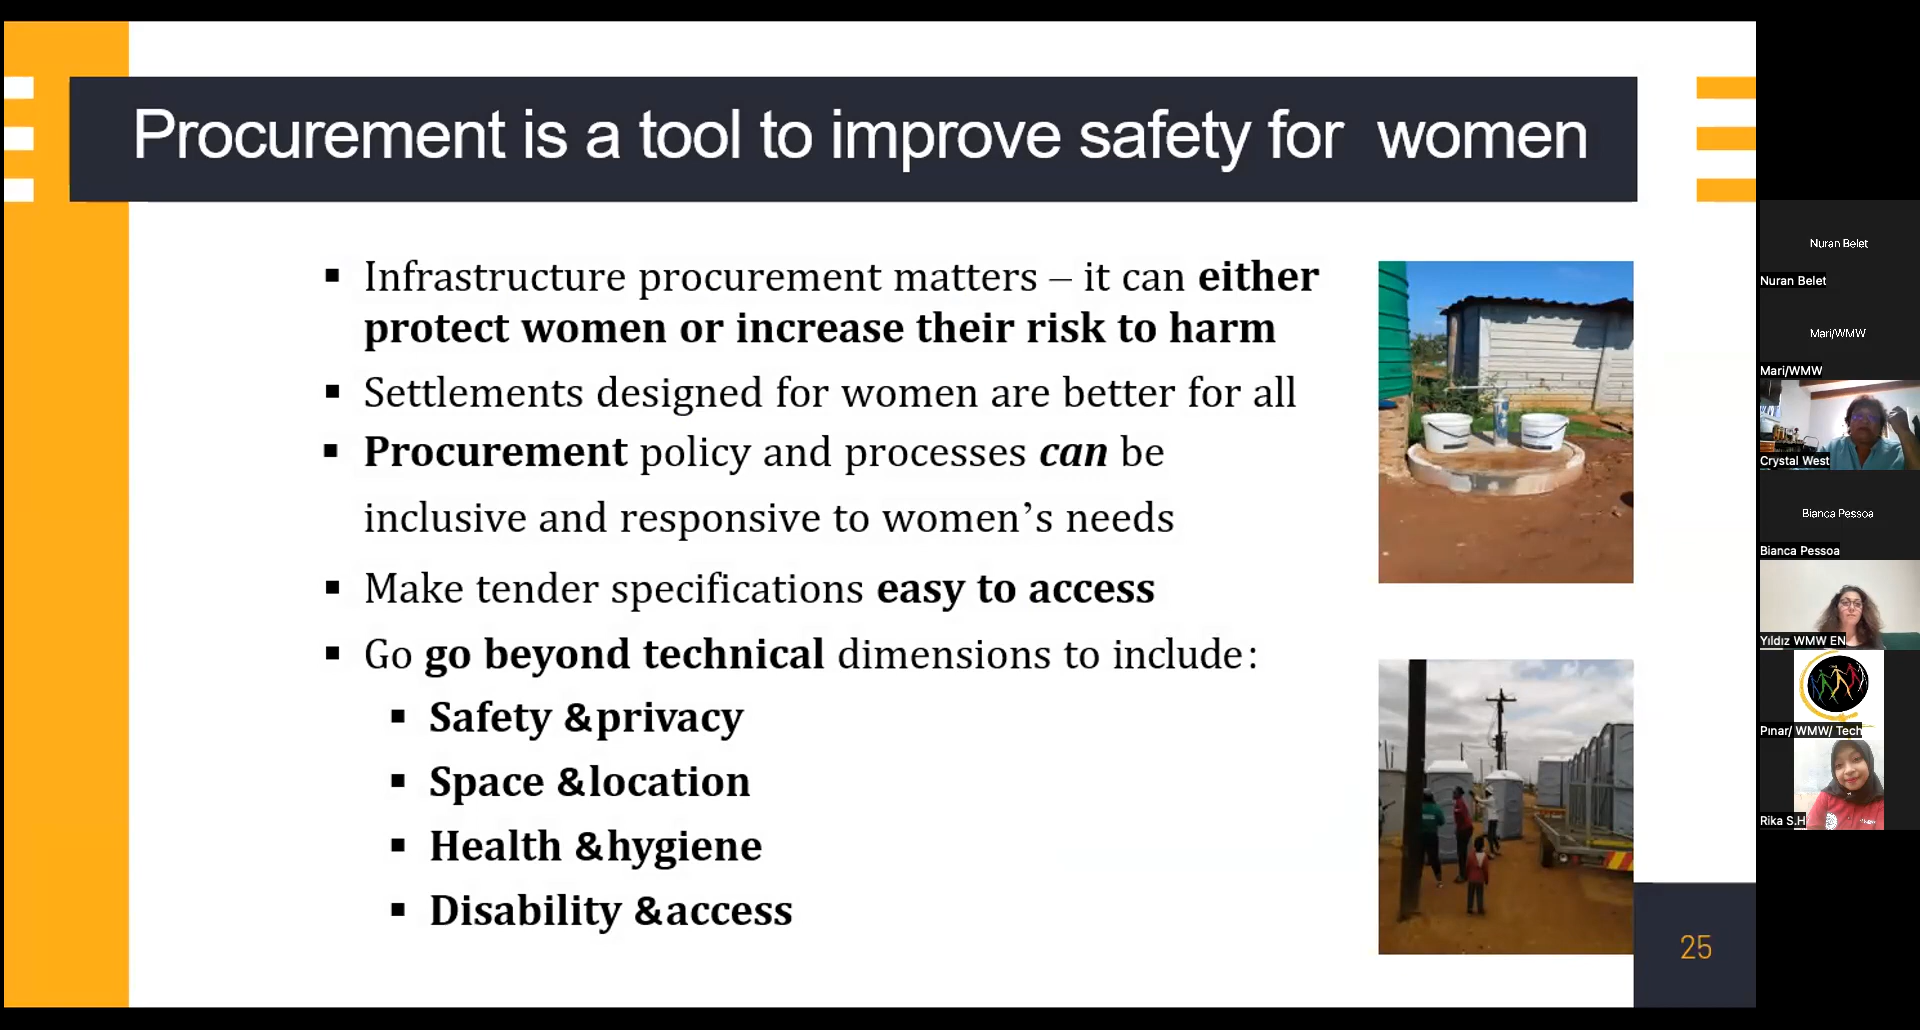 Procurement is a tool to improve safety for women
▪ Infrastructure procurement matters – it can either
protect women or increase their risk to harm
▪ Settlements designed for women are better for all
▪ Procurement policy and processes can be
inclusive and responsive to women’s needs
▪ Make tender specifications easy to access
▪ Go go beyond technical dimensions to include:
▪ Safety &privacy
▪ Space &location
▪ Health &hygiene
▪ Disability &access
25
Nuran Belet
Nuran Belet
Mari/WMW
Mari/WMW
Crystal West
Bianca Pessoa
Bianca Pessoa
Yıldız WMW EN
Pınar/ WMW/ Tech
Rika S.H